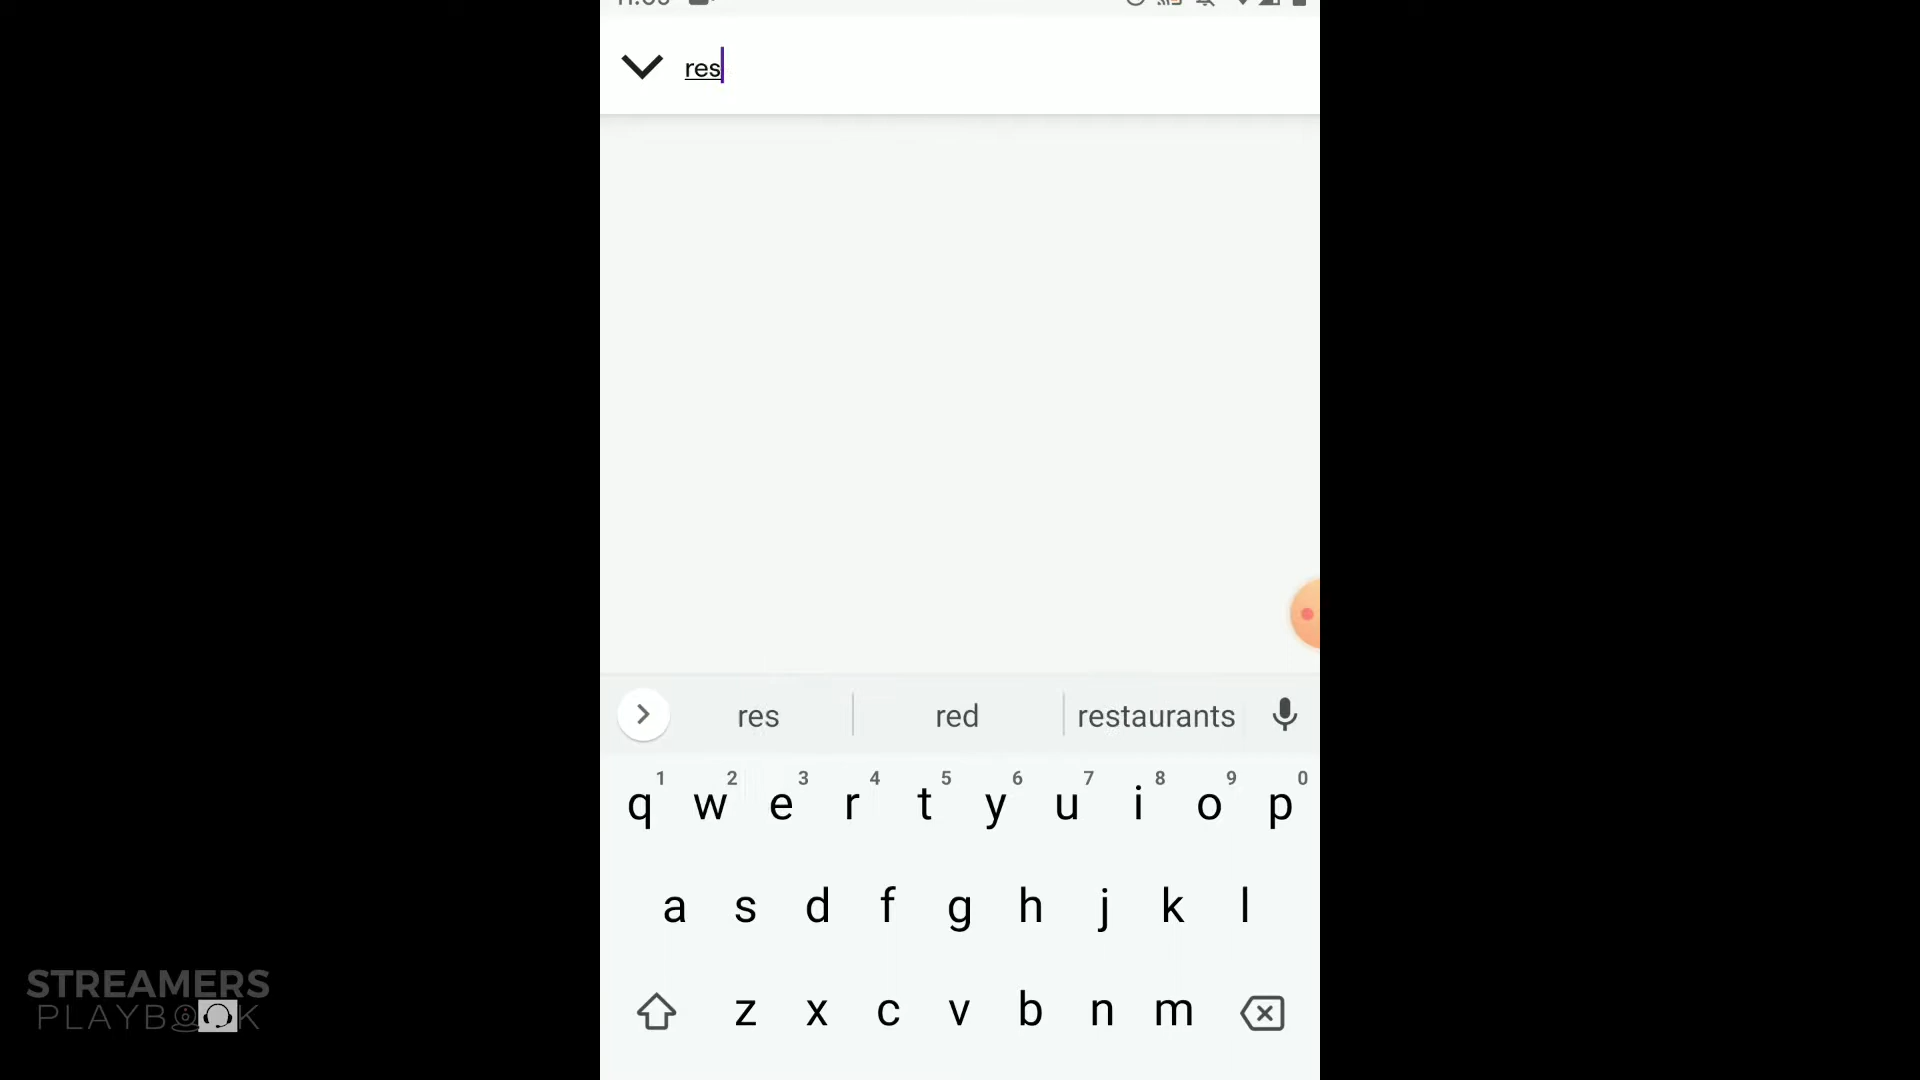 res
res red restaurants
1 2 3 4 5 6 7 8 9 0
q w e r t y u i o p
a s d f g h j k l
z x c v b n m
STREAMERS
PLAYBOOK